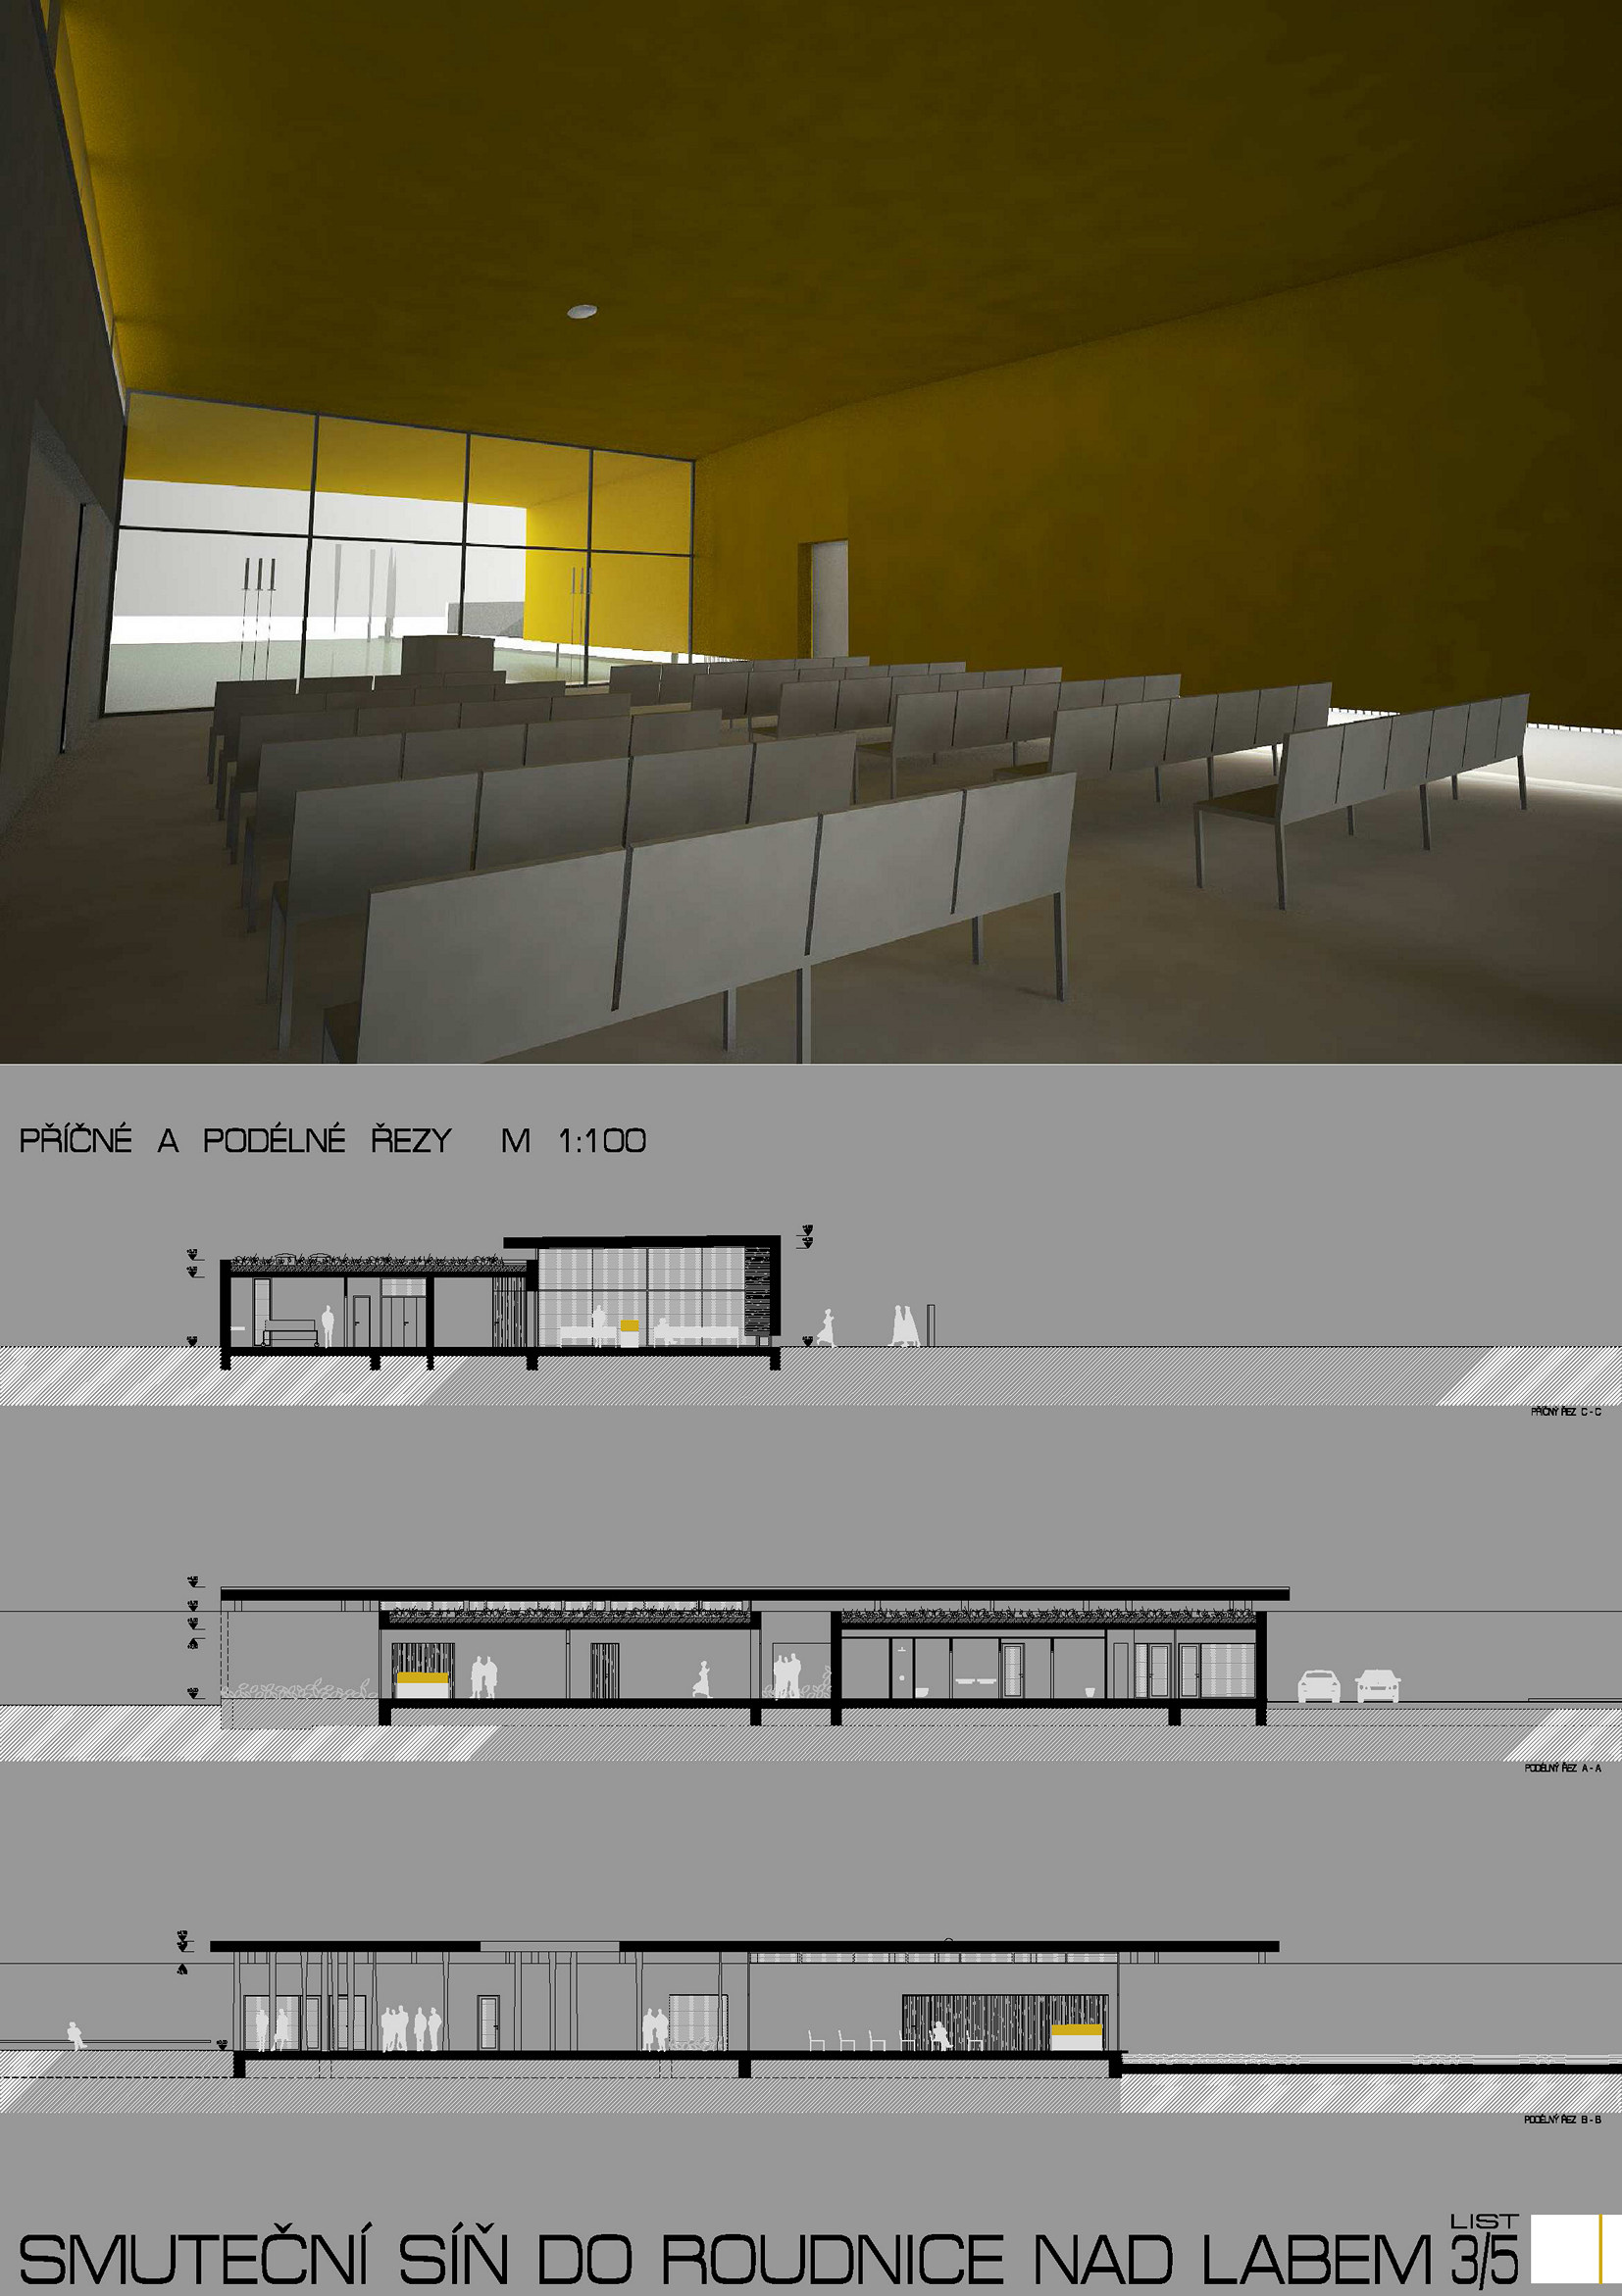 PŘÍČNÉ A PODÉLNÉ ŘEZY M 1:100
PŘÍČNÝ ŘEZ C - C
PODÉLNÝ ŘEZ A - A
PODÉLNÝ ŘEZ B - B
SMUTEČNÍ SÍŇ DO ROUDNICE NAD LABEM
LIST
3/5